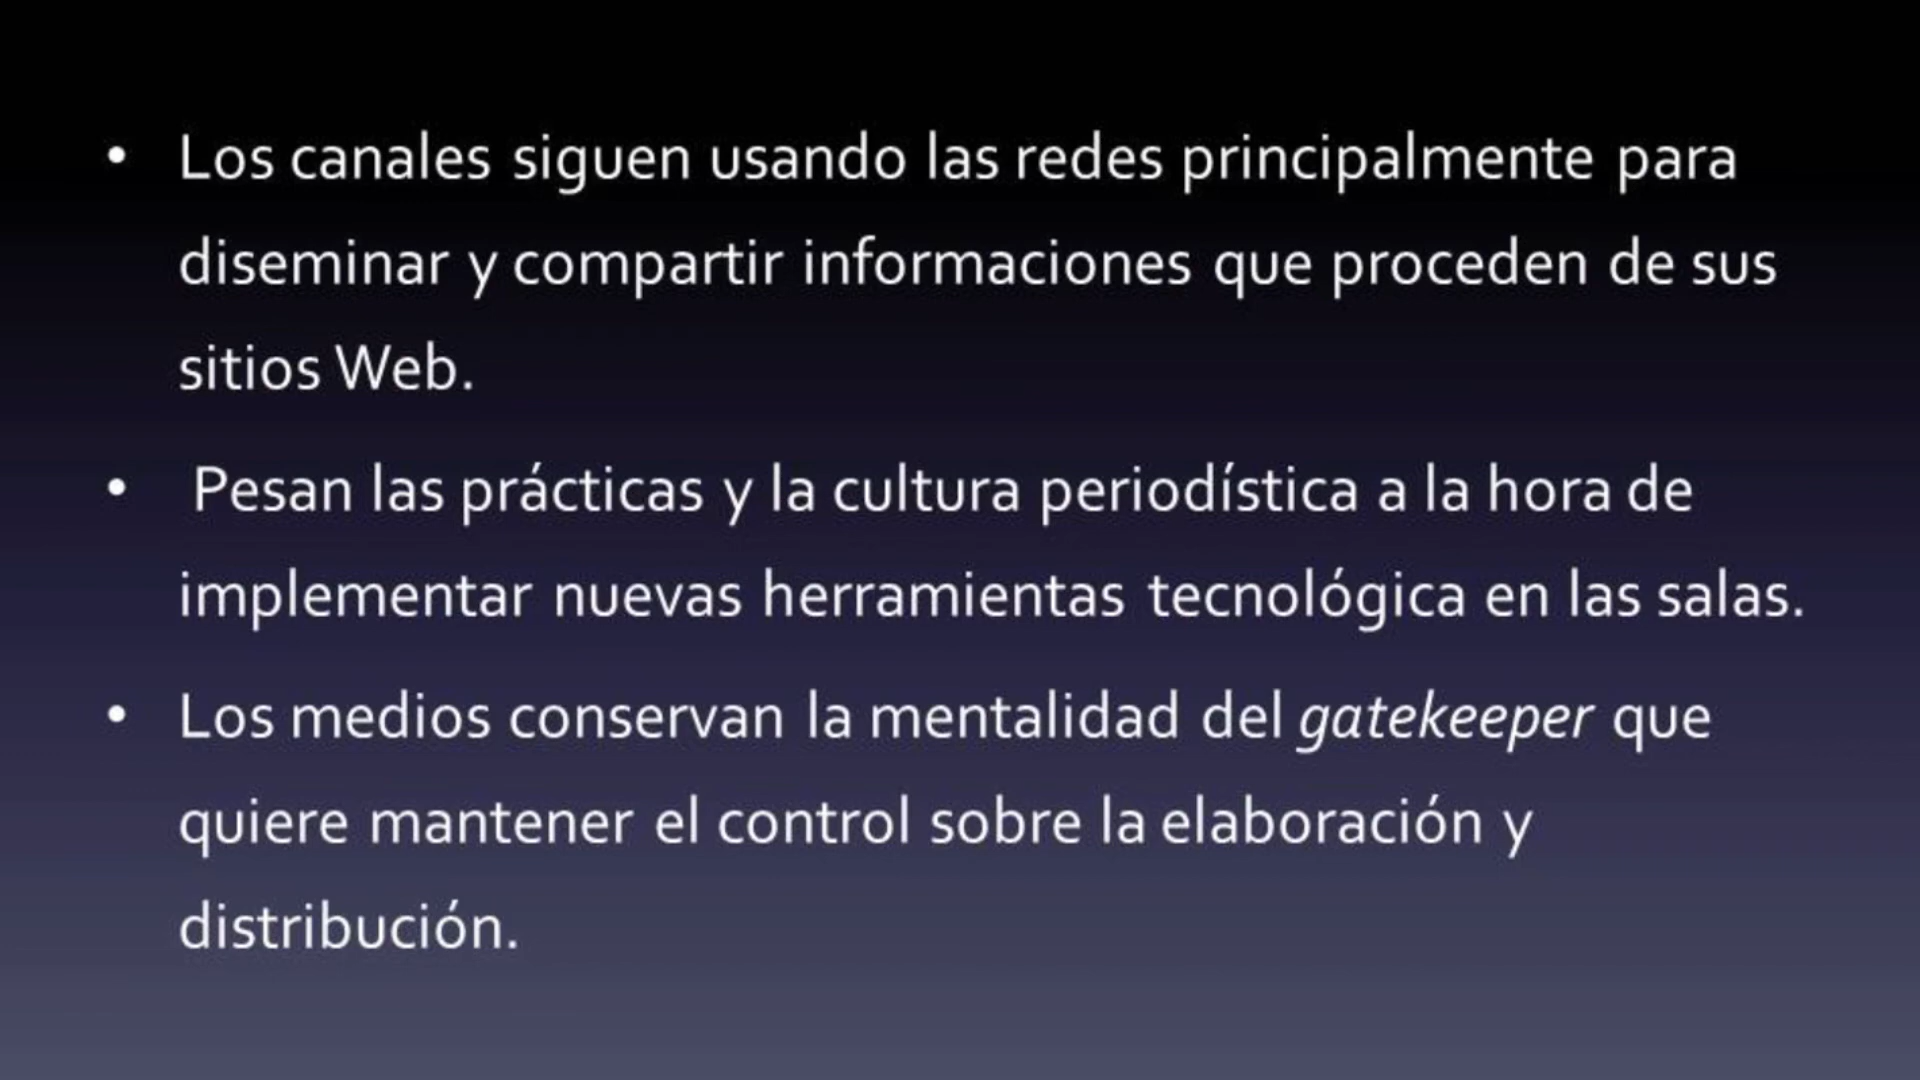 • Los canales siguen usando las redes principalmente para
diseminar y compartir informaciones que proceden de sus
sitios Web.
• Pesan las prácticas y la cultura periodística a la hora de
implementar nuevas herramientas tecnológica en las salas.
• Los medios conservan la mentalidad del gatekeeper que
quiere mantener el control sobre la elaboración y
distribución.